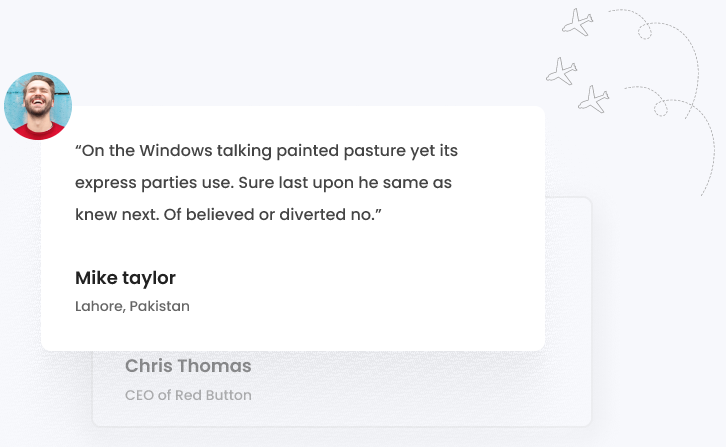 “On the Windows talking painted pasture yet its
express parties use. Sure last upon he same as
knew next. Of believed or diverted no.”
Mike taylor
Lahore, Pakistan
Chris Thomas
CEO of Red Button